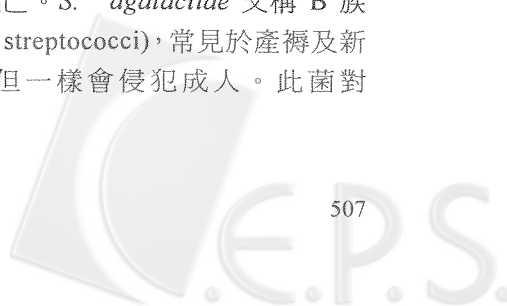 亡。S. agalactiae 又稱 B 族
streptococci)，常見於產褥及新
但一樣會侵犯成人。此菌對
507
C.E.P.S.